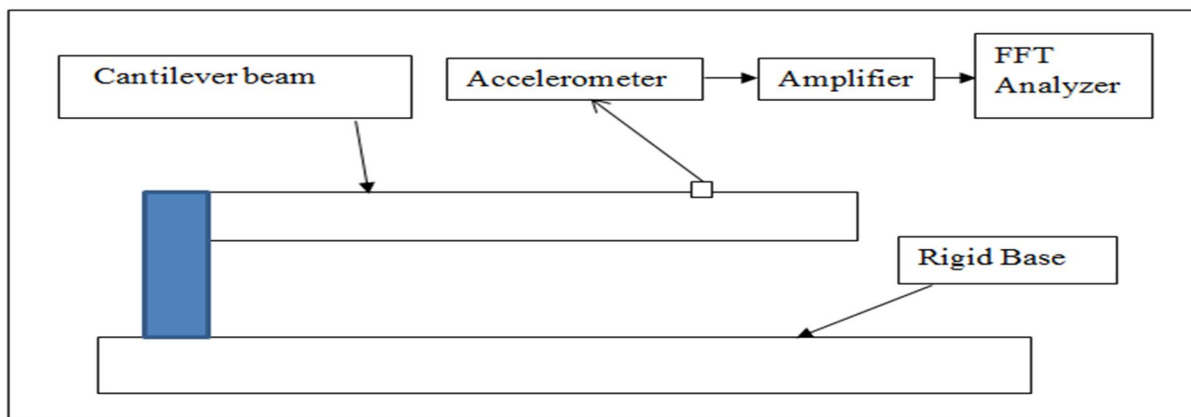 Cantilever beam
Accelerometer
Amplifier
FFT
Analyzer
Rigid Base